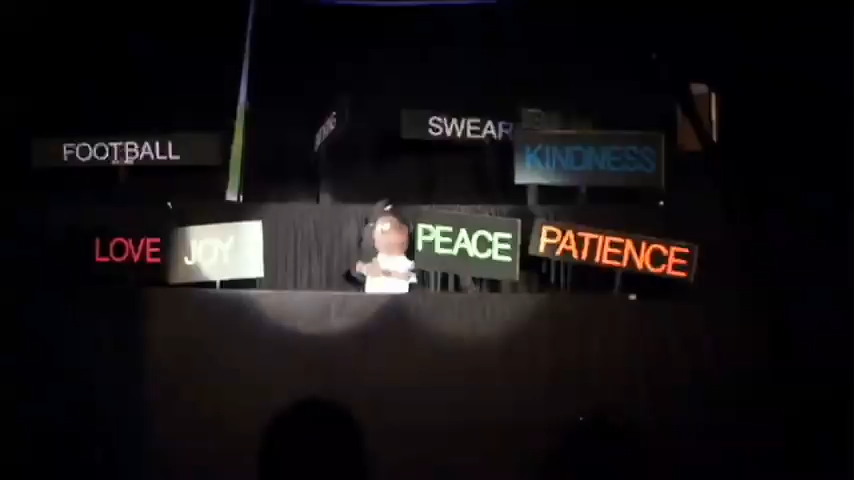 FOOTBALL
SWEAR
KINDNESS
LOVE
JOY
PEACE
PATIENCE